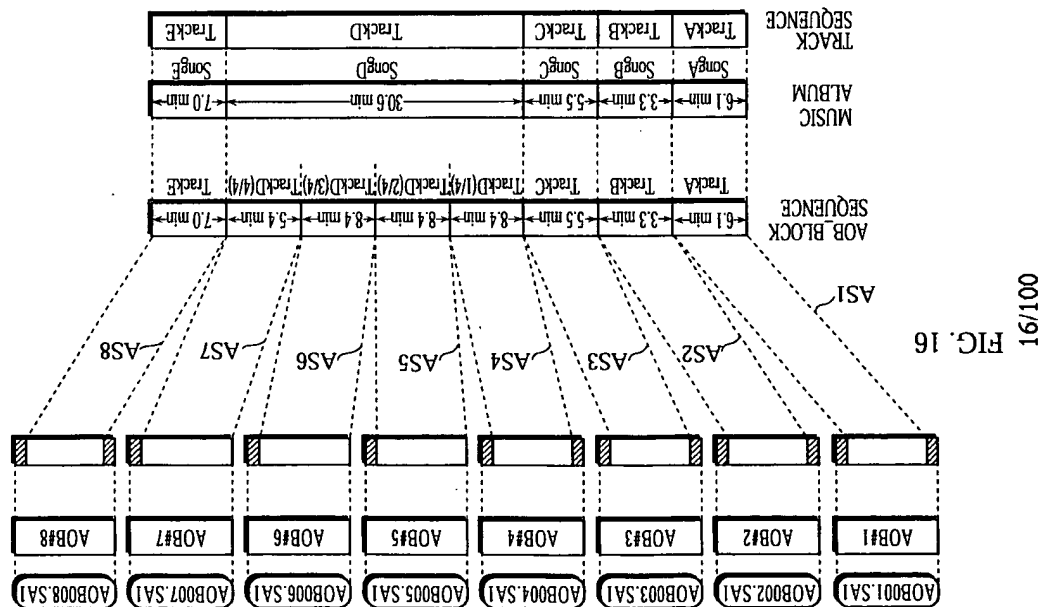 16/100
FIG. 16
AOB001.SA1 AOB002.SA1 AOB003.SA1 AOB004.SA1 AOB005.SA1 AOB006.SA1 AOB007.SA1 AOB008.SA1
AOB#1 AOB#2 AOB#3 AOB#4 AOB#5 AOB#6 AOB#7 AOB#8
AS1 AS2 AS3 AS4 AS5 AS6 AS7 AS8
AOB_BLOCK
SEQUENCE
6.1 min 3.3 min 5.5 min 8.4 min 8.4 min 8.4 min 5.4 min 7.0 min
TrackA TrackB TrackC TrackD(1/4) TrackD(2/4) TrackD(3/4) TrackD(4/4) TrackE
MUSIC
ALBUM
6.1 min 3.3 min 5.5 min 30.6 min 7.0 min
SongA SongB SongC SongD SongE
TRACK
SEQUENCE
TrackA TrackB TrackC TrackD TrackE